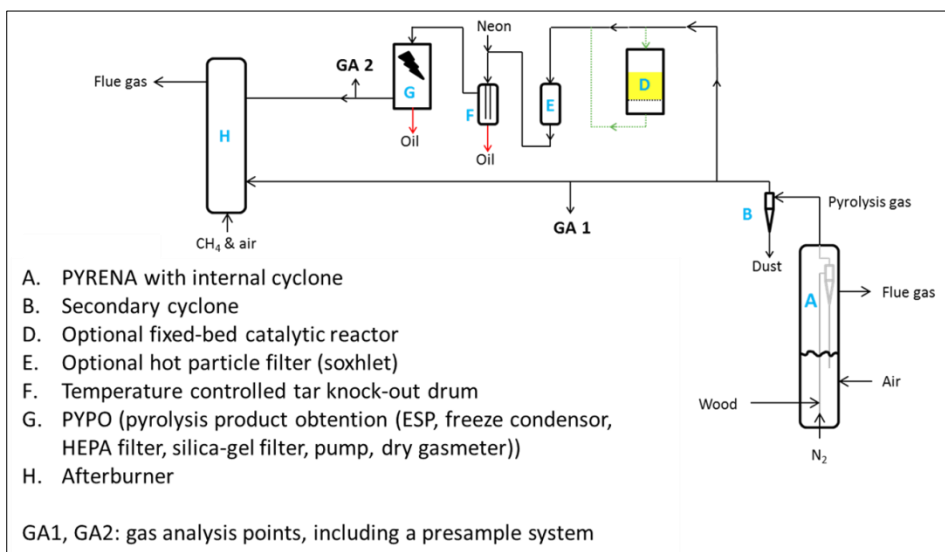 Neon
Flue gas
GA 2
G
D
E
F
H
Oil
Oil
B
Pyrolysis gas
GA 1
CH₄ & air
Dust
A
Flue gas
Air
Wood
N₂
A. PYRENA with internal cyclone
B. Secondary cyclone
D. Optional fixed-bed catalytic reactor
E. Optional hot particle filter (soxhlet)
F. Temperature controlled tar knock-out drum
G. PYPO (pyrolysis product obtention (ESP, freeze condensor,
HEPA filter, silica-gel filter, pump, dry gasmeter))
H. Afterburner
GA1, GA2: gas analysis points, including a presample system